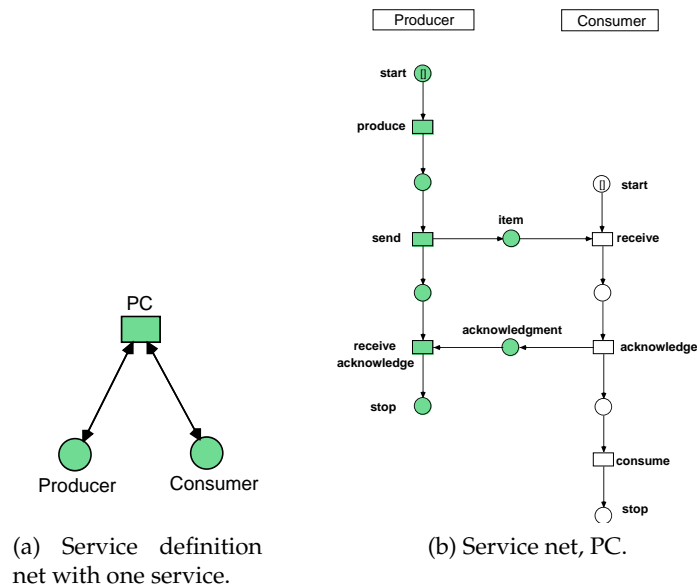 Producer
Consumer
start
[]
produce
[]
start
item
send
receive
PC
acknowledgment
receive
acknowledge
acknowledge
stop
consume
Producer
Consumer
stop
(a) Service definition
net with one service.
(b) Service net, PC.